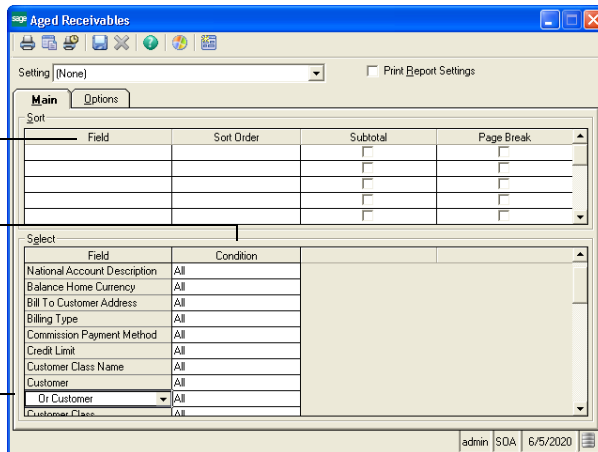 sage Aged Receivables
Setting (None) Print Report Settings
Main Options
Sort
Field Sort Order Subtotal Page Break
Select
Field Condition
National Account Description All
Balance Home Currency All
Bill To Customer Address All
Billing Type All
Commission Payment Method All
Credit Limit All
Customer Class Name All
Customer All
Or Customer All
Customer Class All
admin SOA 6/5/2020